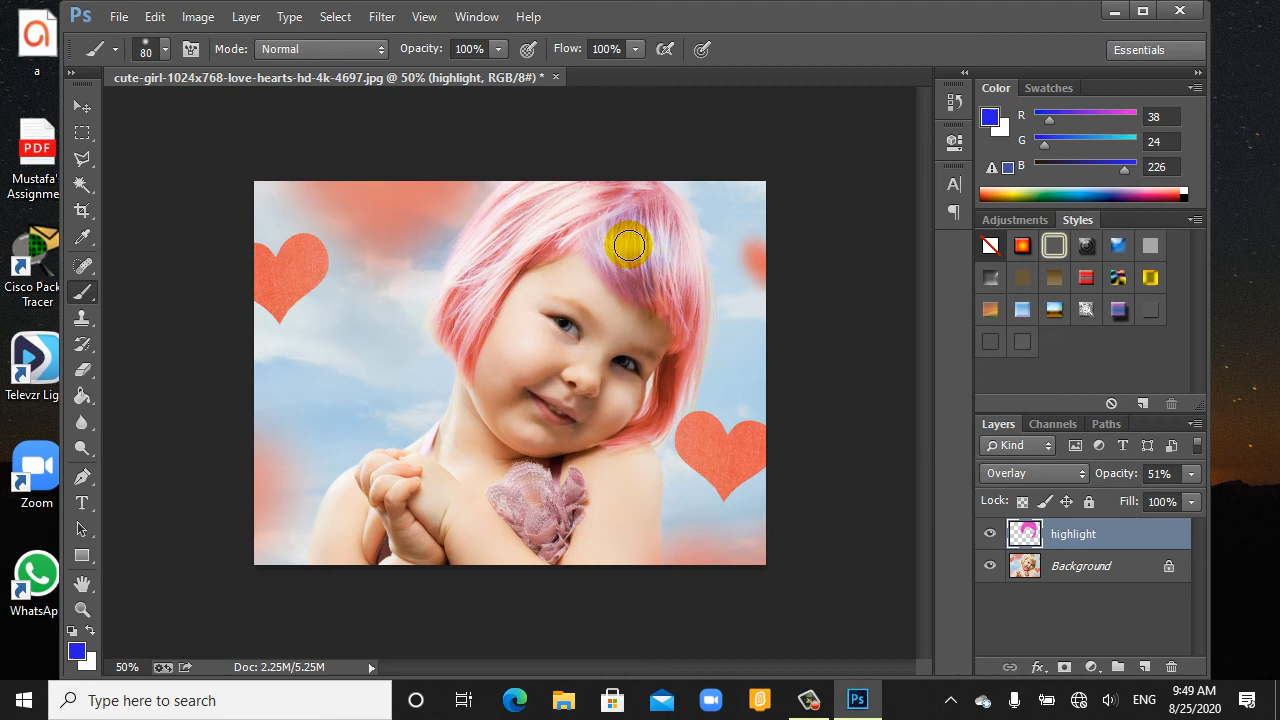 Ps File Edit Image Layer Type Select Filter View Window Help
80 Mode: Normal Opacity: 100% Flow: 100% Essentials
cute-girl-1024x768-love-hearts-hd-4k-4697.jpg @ 50% (highlight, RGB/8#) *
a
PDF
Mustafa'
Assignme
Cisco Pack
Tracer
Televzr Lig
zoom
Zoom
WhatsAp
Color Swatches
R 38
G 24
B 226
Adjustments Styles
Layers Channels Paths
Kind
Overlay Opacity: 51%
Lock: Fill: 100%
highlight
Background
50% Doc: 2.25M/5.25M
Type here to search
Ps
ENG
9:49 AM
8/25/2020